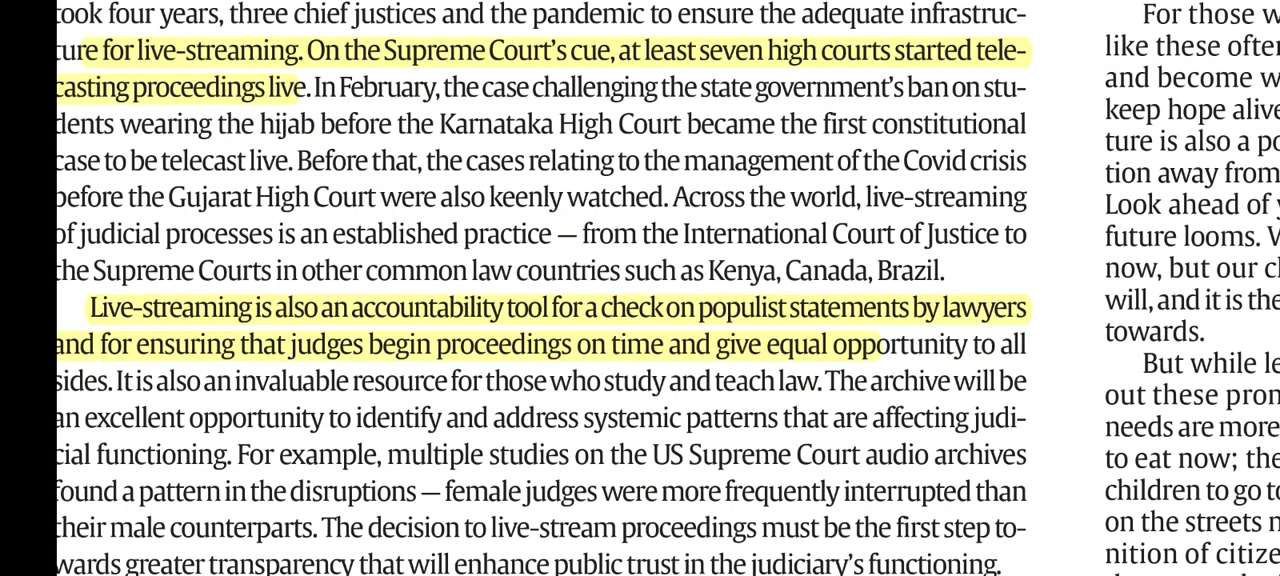 took four years, three chief justices and the pandemic to ensure the adequate infrastruc-
ture for live-streaming. On the Supreme Court's cue, at least seven high courts started tele-
casting proceedings live. In February, the case challenging the state government's ban on stu-
dents wearing the hijab before the Karnataka High Court became the first constitutional
case to be telecast live. Before that, the cases relating to the management of the Covid crisis
before the Gujarat High Court were also keenly watched. Across the world, live-streaming
of judicial processes is an established practice — from the International Court of Justice to
the Supreme Courts in other common law countries such as Kenya, Canada, Brazil.
Live-streaming is also an accountability tool for a check on populist statements by lawyers
and for ensuring that judges begin proceedings on time and give equal opportunity to all
sides. It is also an invaluable resource for those who study and teach law. The archive will be
an excellent opportunity to identify and address systemic patterns that are affecting judi-
cial functioning. For example, multiple studies on the US Supreme Court audio archives
found a pattern in the disruptions — female judges were more frequently interrupted than
their male counterparts. The decision to live-stream proceedings must be the first step to-
wards greater transparency that will enhance public trust in the judiciary's functioning.
For those
like these often
and become
keep hope alive
ture is also a
tion away from
Look ahead of
future looms.
now, but our
will, and it is the
towards.
But while
out these
needs are more
to eat now; the
children to go
on the streets
nition of